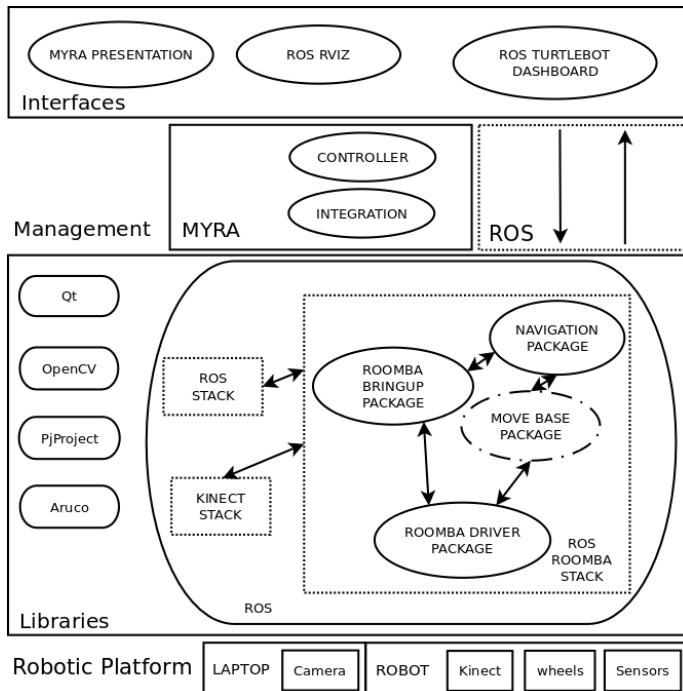 MYRA PRESENTATION
ROS RVIZ
ROS TURTLEBOT
DASHBOARD
Interfaces
CONTROLLER
INTEGRATION
Management
MYRA
ROS
Qt
OpenCV
PjProject
Aruco
ROS
STACK
KINECT
STACK
ROOMBA
BRINGUP
PACKAGE
NAVIGATION
PACKAGE
MOVE BASE
PACKAGE
ROOMBA DRIVER
PACKAGE
ROS
ROOMBA
STACK
ROS
Libraries
Robotic Platform
LAPTOP
Camera
ROBOT
Kinect
wheels
Sensors